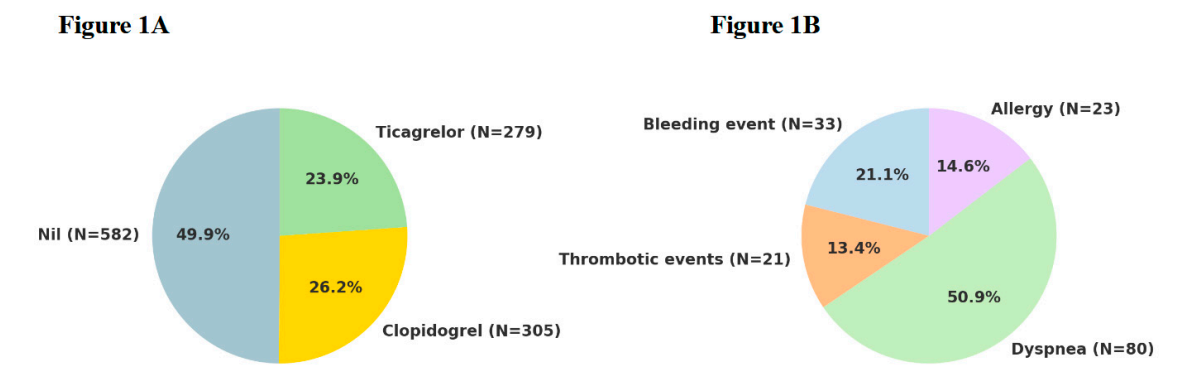 Figure 1A
Ticagrelor (N=279)
23.9%
Nil (N=582)
49.9%
26.2%
Clopidogrel (N=305)
Figure 1B
Allergy (N=23)
Bleeding event (N=33)
14.6%
21.1%
13.4%
Thrombotic events (N=21)
50.9%
Dyspnea (N=80)